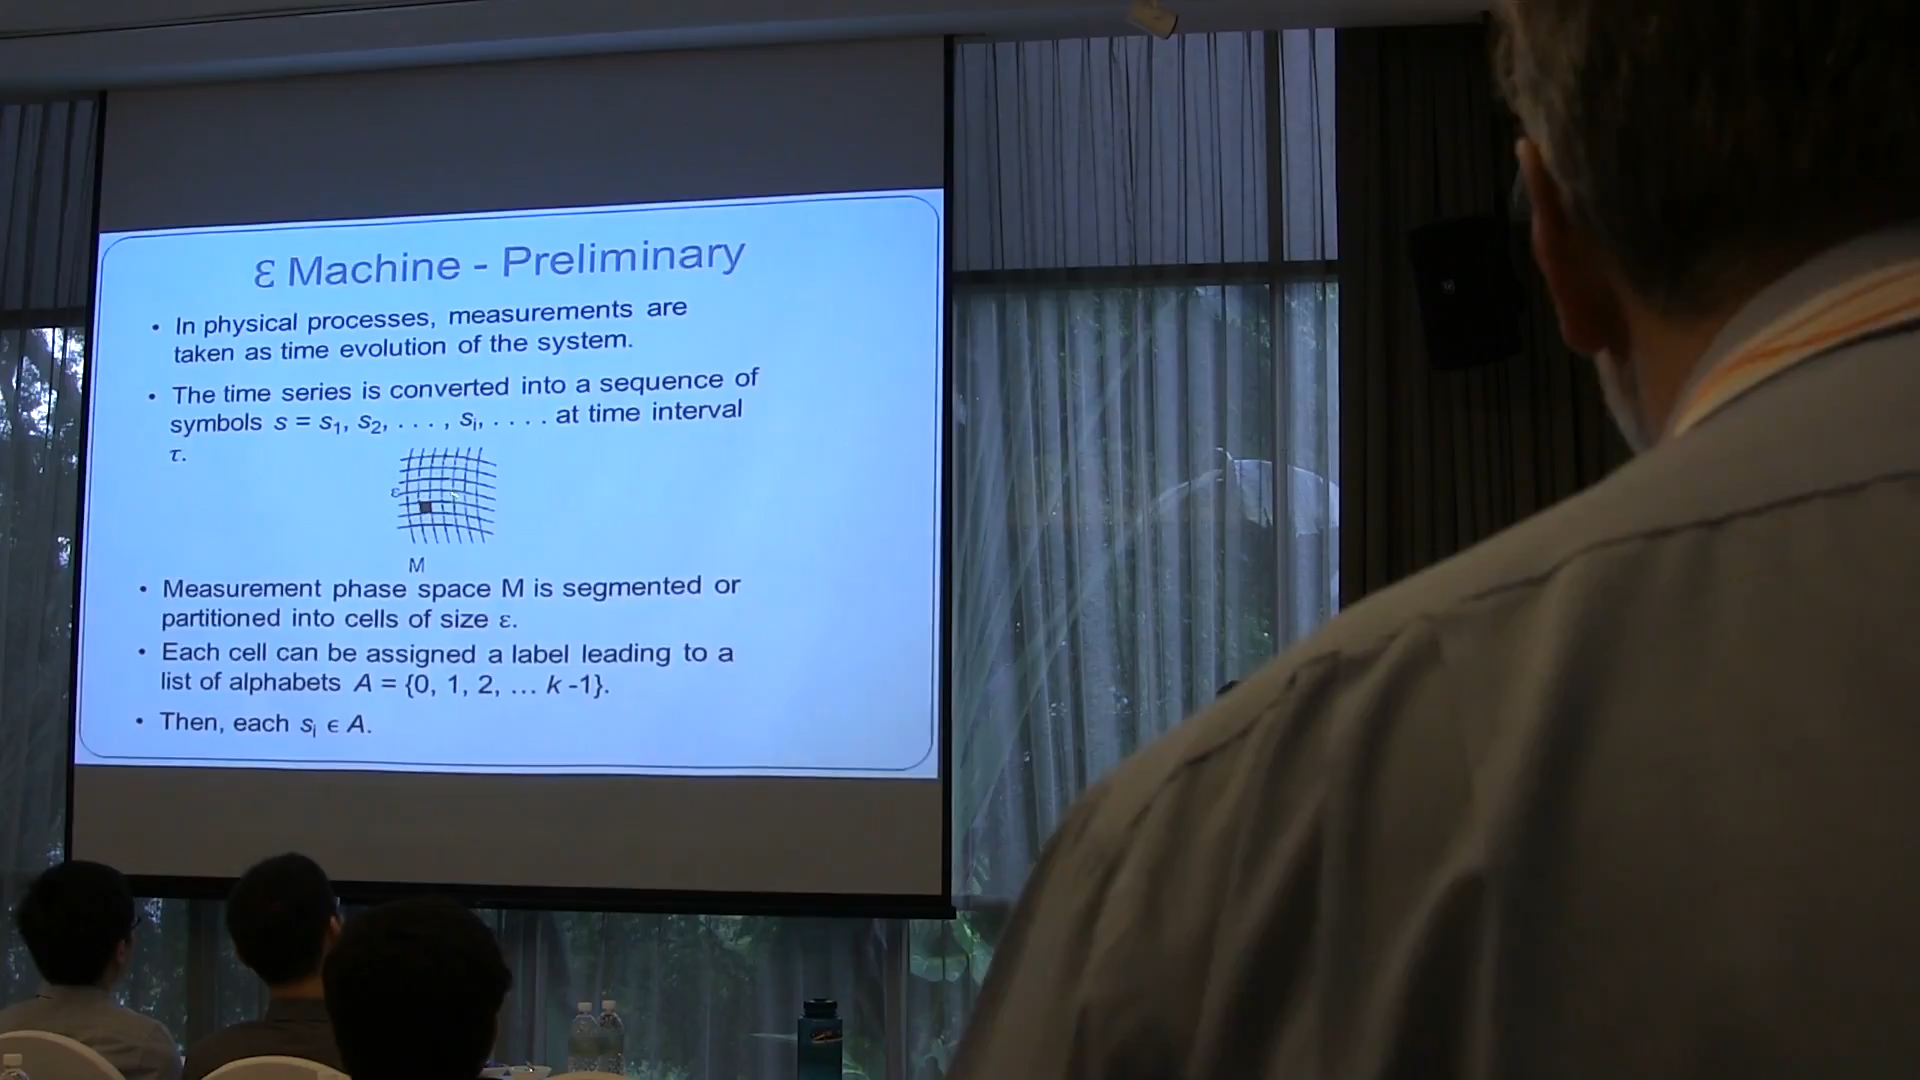 ε Machine - Preliminary
• In physical processes, measurements are
taken as time evolution of the system.
• The time series is converted into a sequence of
symbols s = s₁, s₂, . . . , sᵢ, . . . . at time interval
τ.
ε
M
• Measurement phase space M is segmented or
partitioned into cells of size ε.
• Each cell can be assigned a label leading to a
list of alphabets A = {0, 1, 2, … k -1}.
• Then, each sᵢ ϵ A.